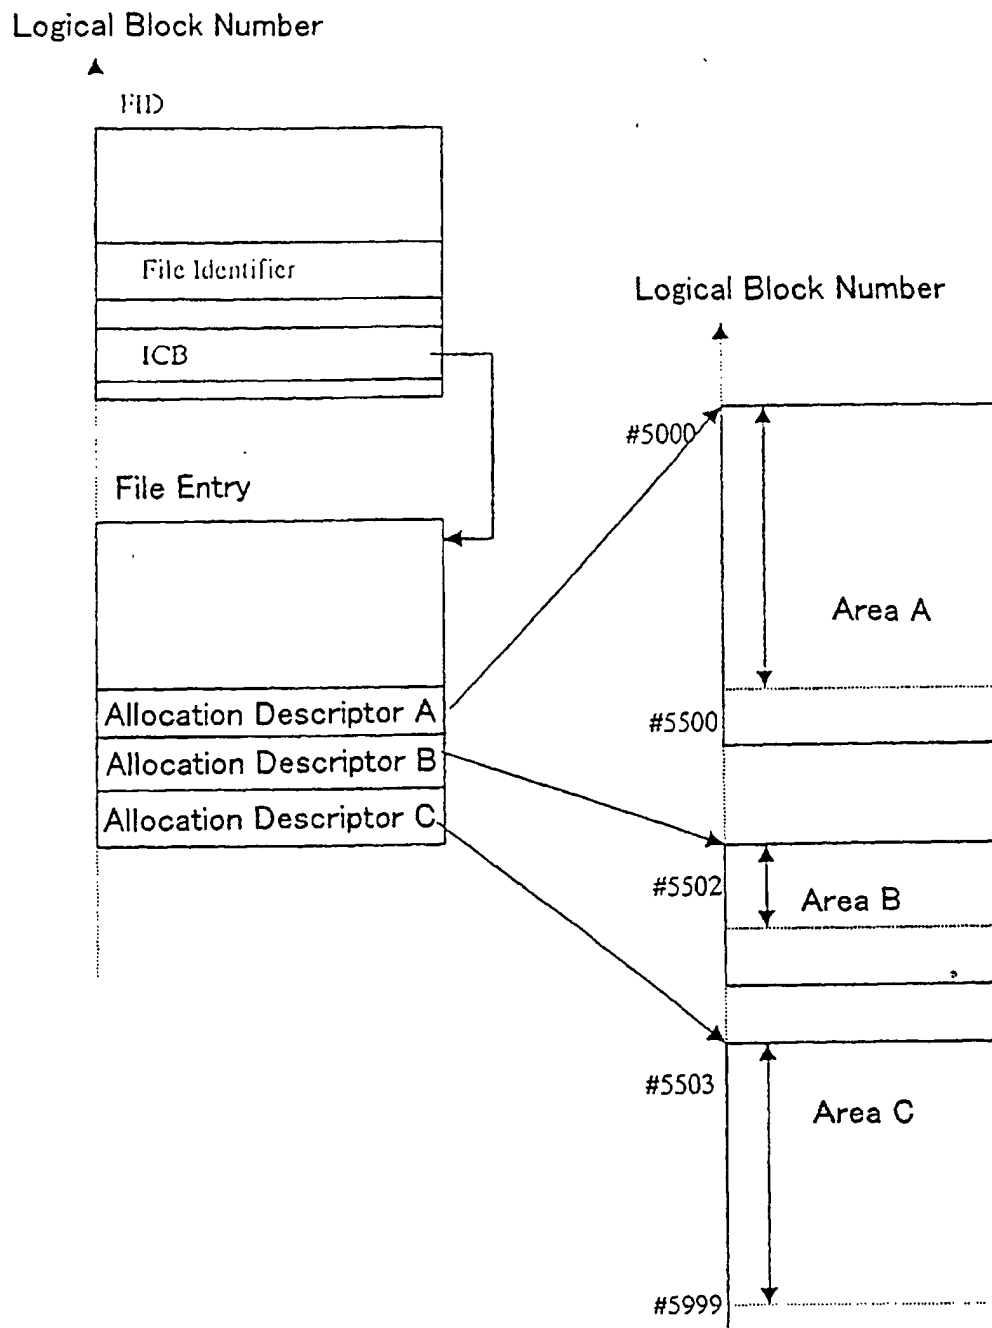 Logical Block Number
FID
File Identifier
ICB
File Entry
Allocation Descriptor A
Allocation Descriptor B
Allocation Descriptor C
Logical Block Number
#5000
Area A
#5500
#5502
Area B
#5503
Area C
#5999